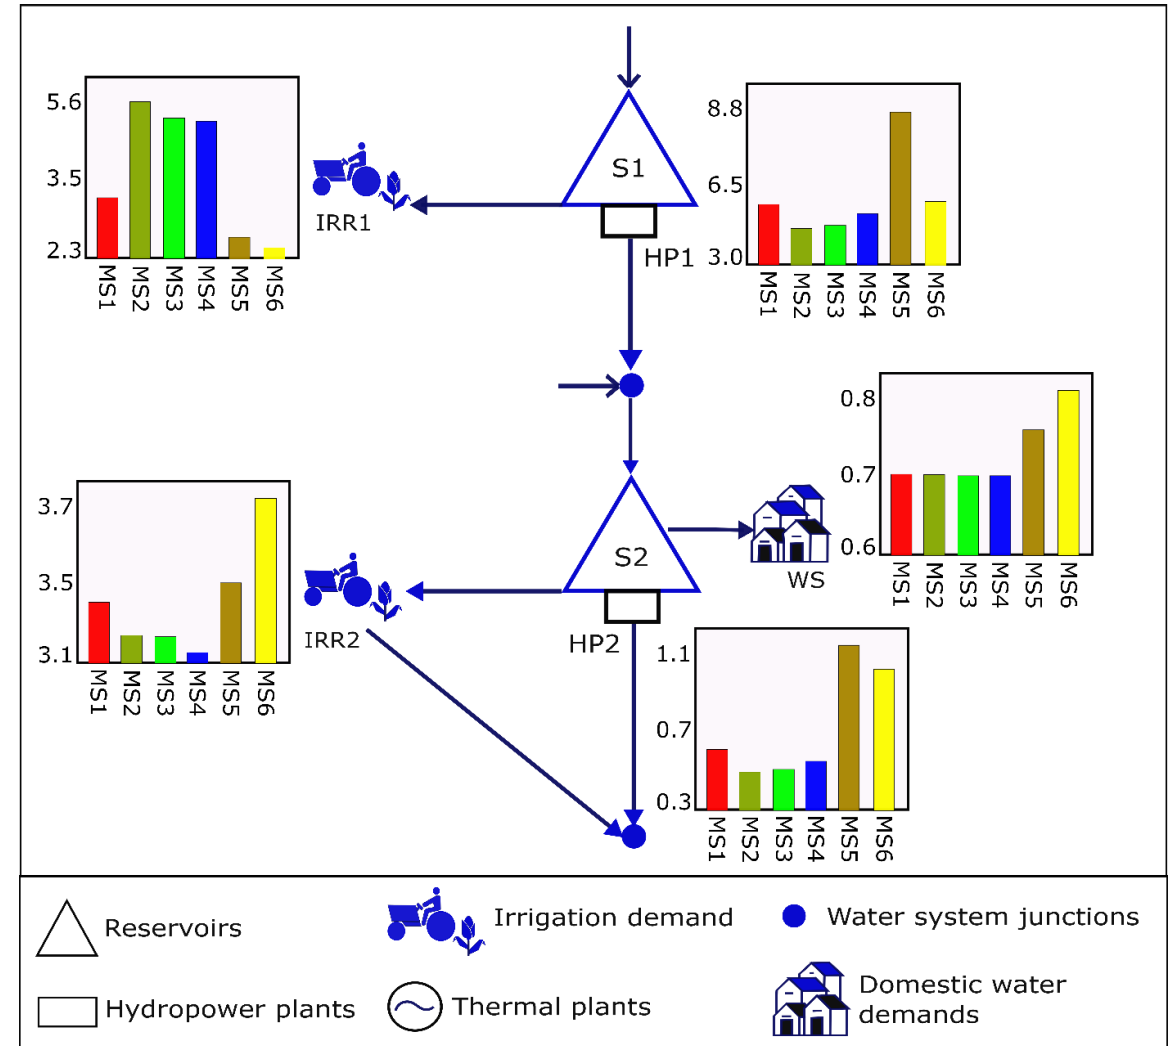 5.6
3.5
2.3
MS1
MS2
MS3
MS4
MS5
MS6
IRR1
S1
HP1
8.8
6.5
3.0
MS1
MS2
MS3
MS4
MS5
MS6
0.8
0.7
0.6
MS1
MS2
MS3
MS4
MS5
MS6
WS
3.7
3.5
3.1
MS1
MS2
MS3
MS4
MS5
MS6
IRR2
S2
HP2
1.1
0.7
0.3
MS1
MS2
MS3
MS4
MS5
MS6
Reservoirs
Irrigation demand
Water system junctions
Hydropower plants
Thermal plants
Domestic water
demands